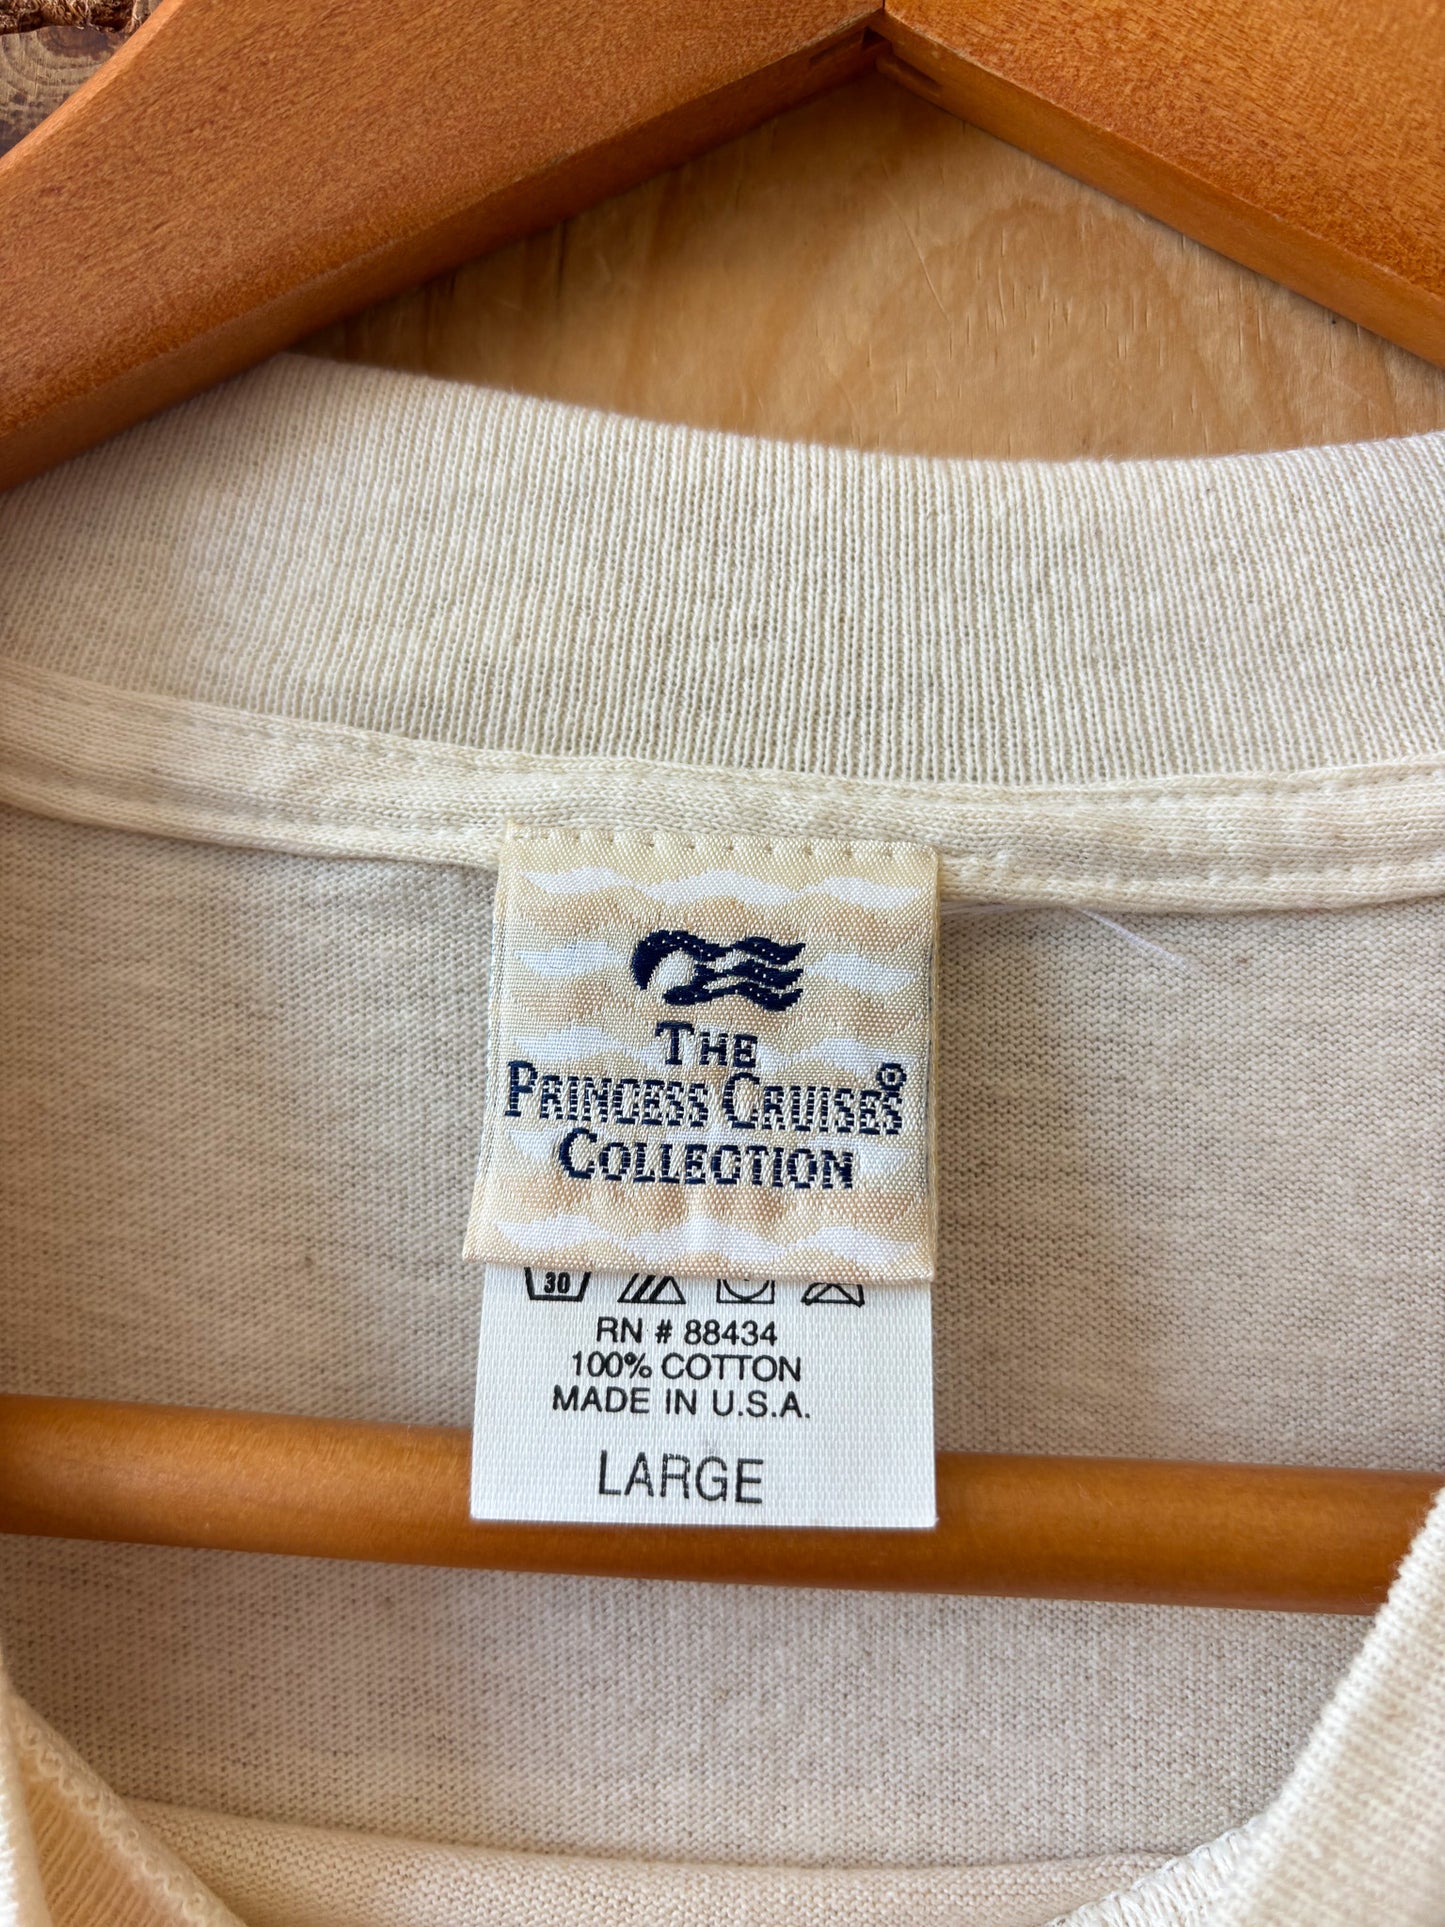 THE
PRINCESS CRUISES®
COLLECTION
30
RN # 88434
100% COTTON
MADE IN U.S.A.
LARGE